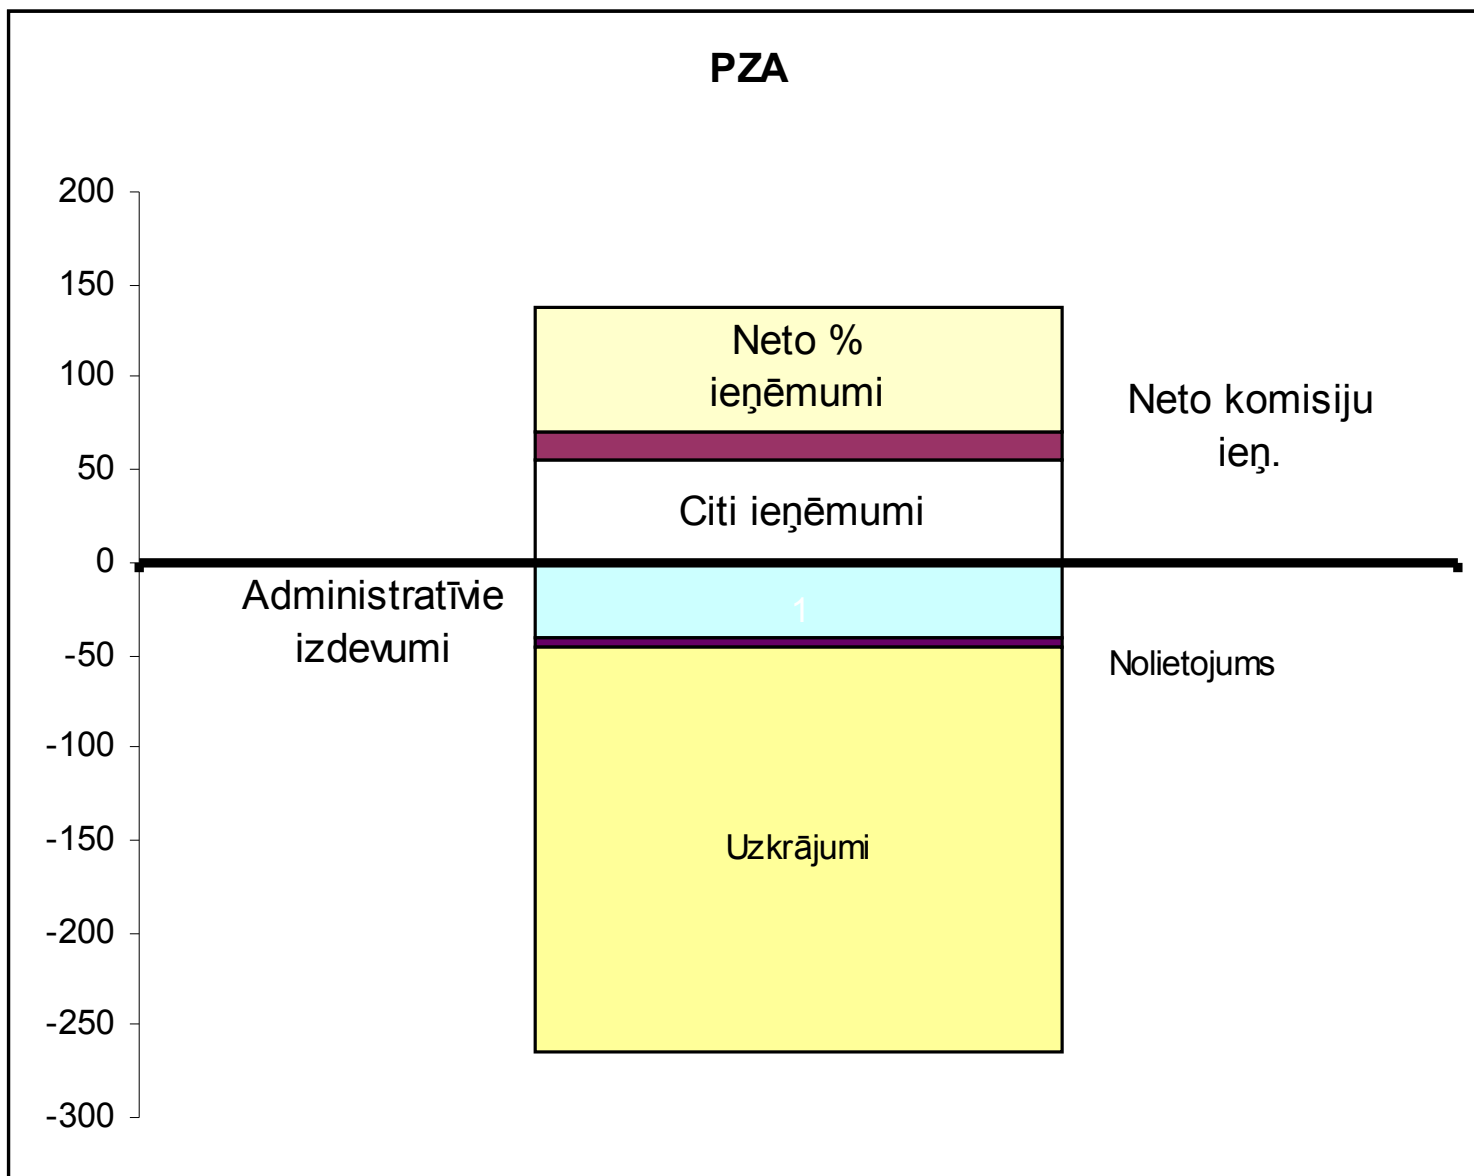 PZA
200
150
100
50
0
-50
-100
-150
-200
-250
-300
Neto %
ieņēmumi
Neto komisiju
ieņ.
Citi ieņēmumi
Administratīvie
izdevumi
1
Nolietojums
Uzkrājumi